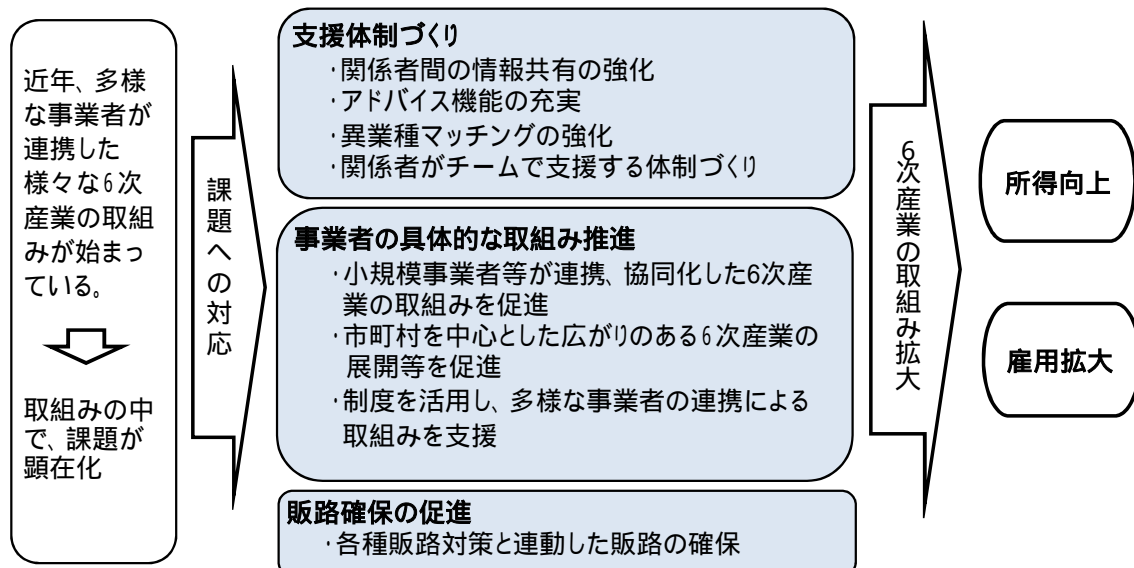 近年、多様
な事業者が
連携した
様々な6次
産業の取組
みが始まっ
ている。
取組みの中
で、課題が
顕在化
課題への対応
支援体制づくり
・関係者間の情報共有の強化
・アドバイス機能の充実
・異業種マッチングの強化
・関係者がチームで支援する体制づくり
事業者の具体的な取組み推進
・小規模事業者等が連携、協同化した6次産
業の取組みを促進
・市町村を中心とした広がりのある6次産業の
展開等を促進
・制度を活用し、多様な事業者の連携による
取組みを支援
販路確保の促進
・各種販路対策と連動した販路の確保
6次産業の取組み拡大
所得向上
雇用拡大